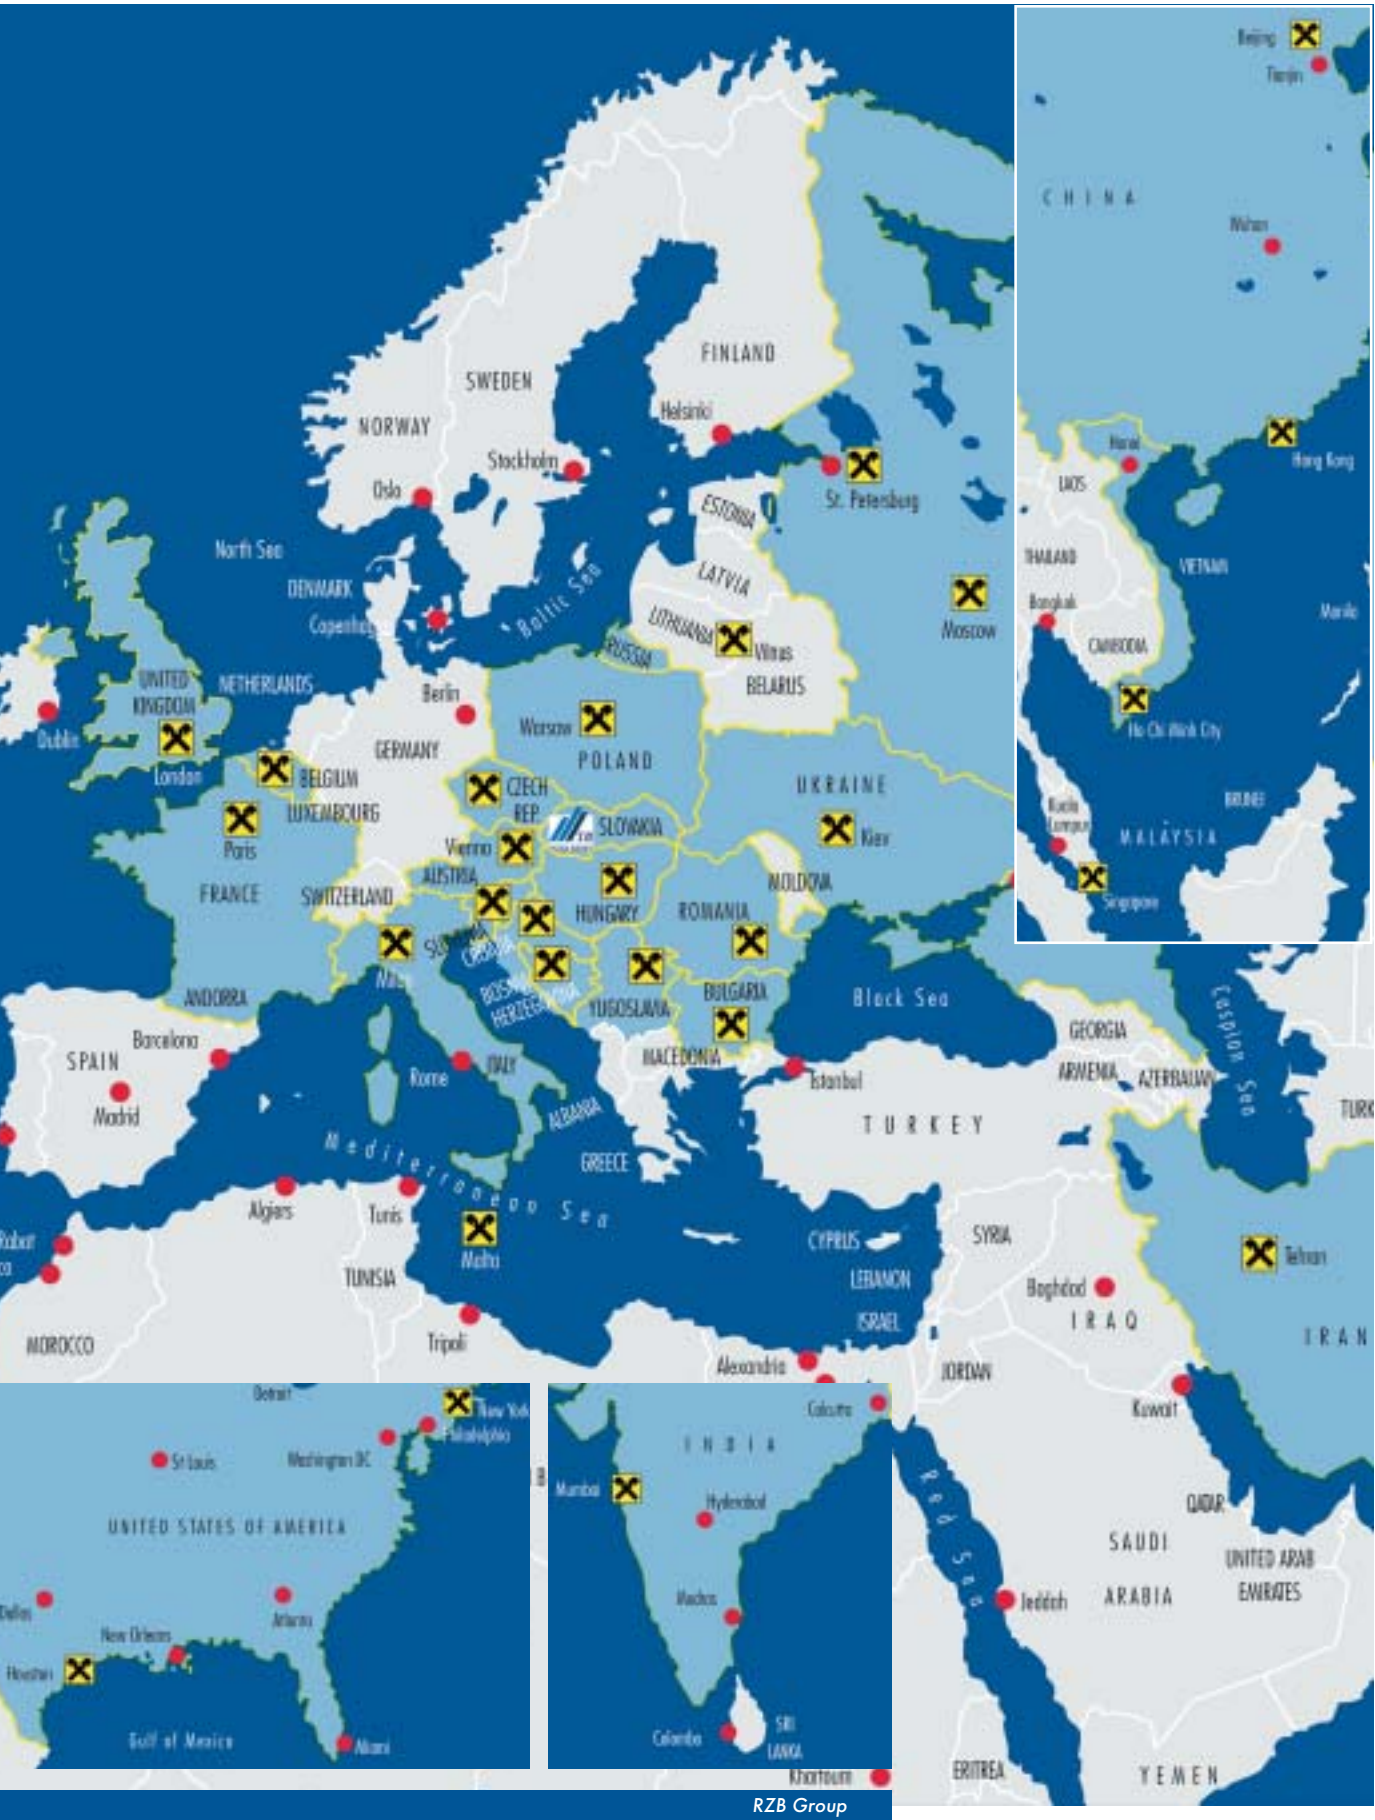 Beijing
Tianjin
CHINA
Wuhan
FINLAND
SWEDEN
Helsinki
NORWAY
Stockholm
Hanoi
Hong Kong
LAOS
Oslo
St. Petersburg
ESTONIA
North Sea
THAILAND
VIETNAM
DENMARK
LATVIA
Baltic Sea
Bangkok
Manila
Copenhag
LITHUANIA
Moscow
CAMBODIA
RUSSIA
Vinus
UNITED
KINGDOM
NETHERLANDS
Berlin
BELARUS
Dublin
Warsaw
Ho Chi Minh City
London
GERMANY
POLAND
BELGIUM
CZECH
REP.
UKRAINE
LUXEMBOURG
SLOVAKIA
Kuala
Lumpur
BRUNEI
Paris
Vienna
Kiev
MALAYSIA
AUSTRIA
MOLDOVA
FRANCE
SWITZERLAND
HUNGARY
ROMANIA
Singapore
ANDORRA
YUGOSLAVIA
BULGARIA
Black Sea
Caspian Sea
Barcelona
SPAIN
GEORGIA
MACEDONIA
Rome
ITALY
Istanbul
ARMENIA
AZERBAIJAN
Madrid
ALBANIA
TURKEY
TURK
Mediterranean Sea
GREECE
Algiers
Tunis
Rabat
Malta
CYPRUS
SYRIA
Tehran
TUNISIA
LEBANON
Baghdad
ISRAEL
IRAQ
IRAN
MOROCCO
Tripoli
Alexandria
JORDAN
Detroit
New York
Philadelphia
Calcutta
Kuwait
St Louis
Washington DC
INDIA
Mumbai
Hyderabad
Red Sea
QATAR
UNITED STATES OF AMERICA
SAUDI
ARABIA
UNITED ARAB
EMIRATES
Dallas
Atlanta
Madras
Jeddah
New Orleans
Houston
Gulf of Mexico
Miami
Colombo
SRI
LANKA
Khartoum
ERITREA
YEMEN
RZB Group